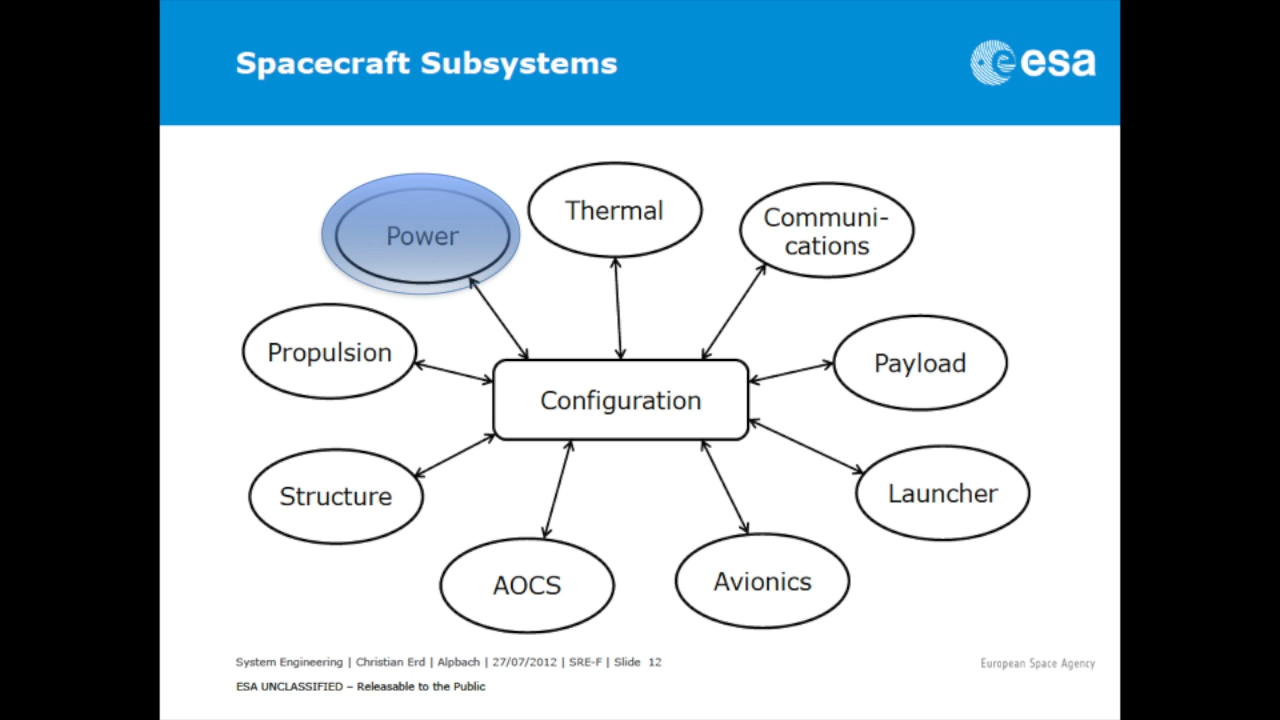 Spacecraft Subsystems
esa
Power
Thermal
Communi-
cations
Propulsion
Payload
Configuration
Structure
Launcher
AOCS
Avionics
System Engineering | Christian Erd | Alpbach | 27/07/2012 | SRE-F | Slide 12
European Space Agency
ESA UNCLASSIFIED – Releasable to the Public